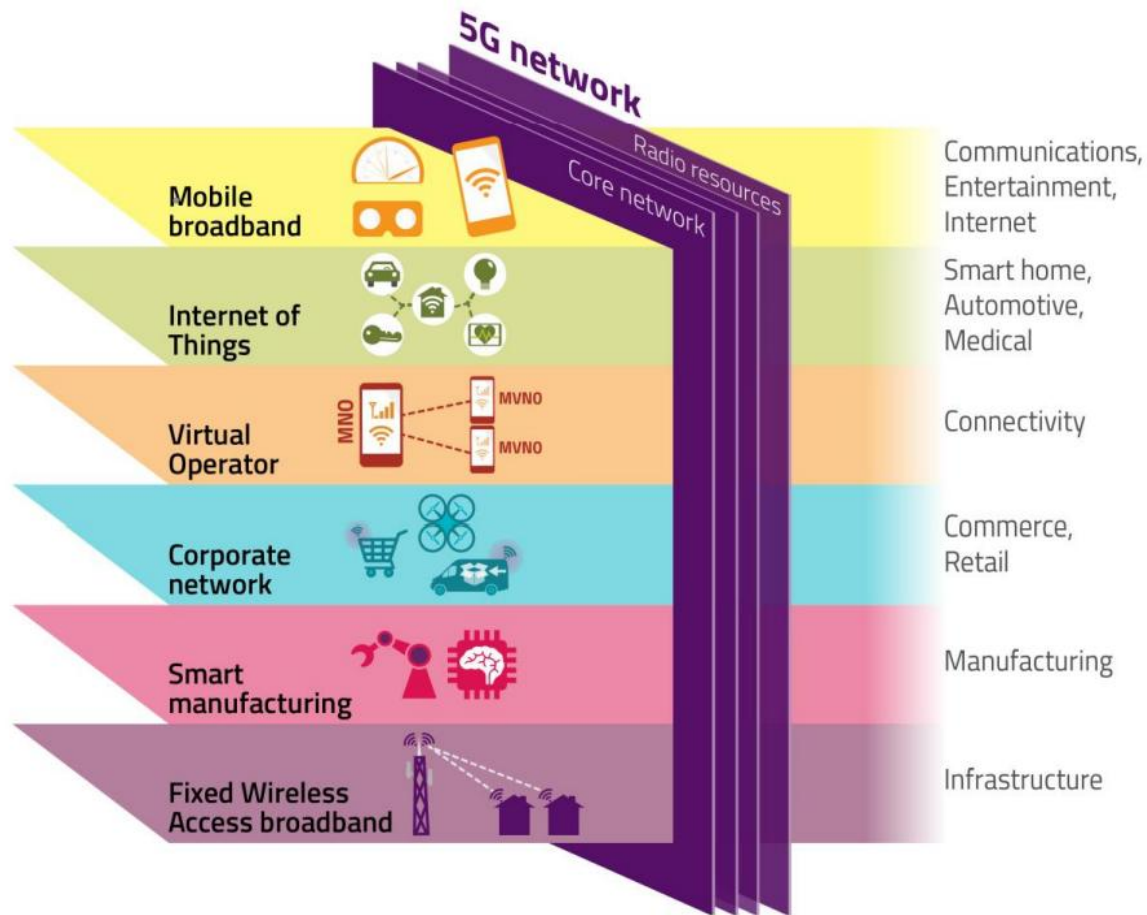 5G network
Radio resources
Core network
Mobile
broadband
Communications,
Entertainment,
Internet
Internet of
Things
Smart home,
Automotive,
Medical
Virtual
Operator
MNO
MVNO
MVNO
Connectivity
Corporate
network
Commerce,
Retail
Smart
manufacturing
Manufacturing
Fixed Wireless
Access broadband
Infrastructure